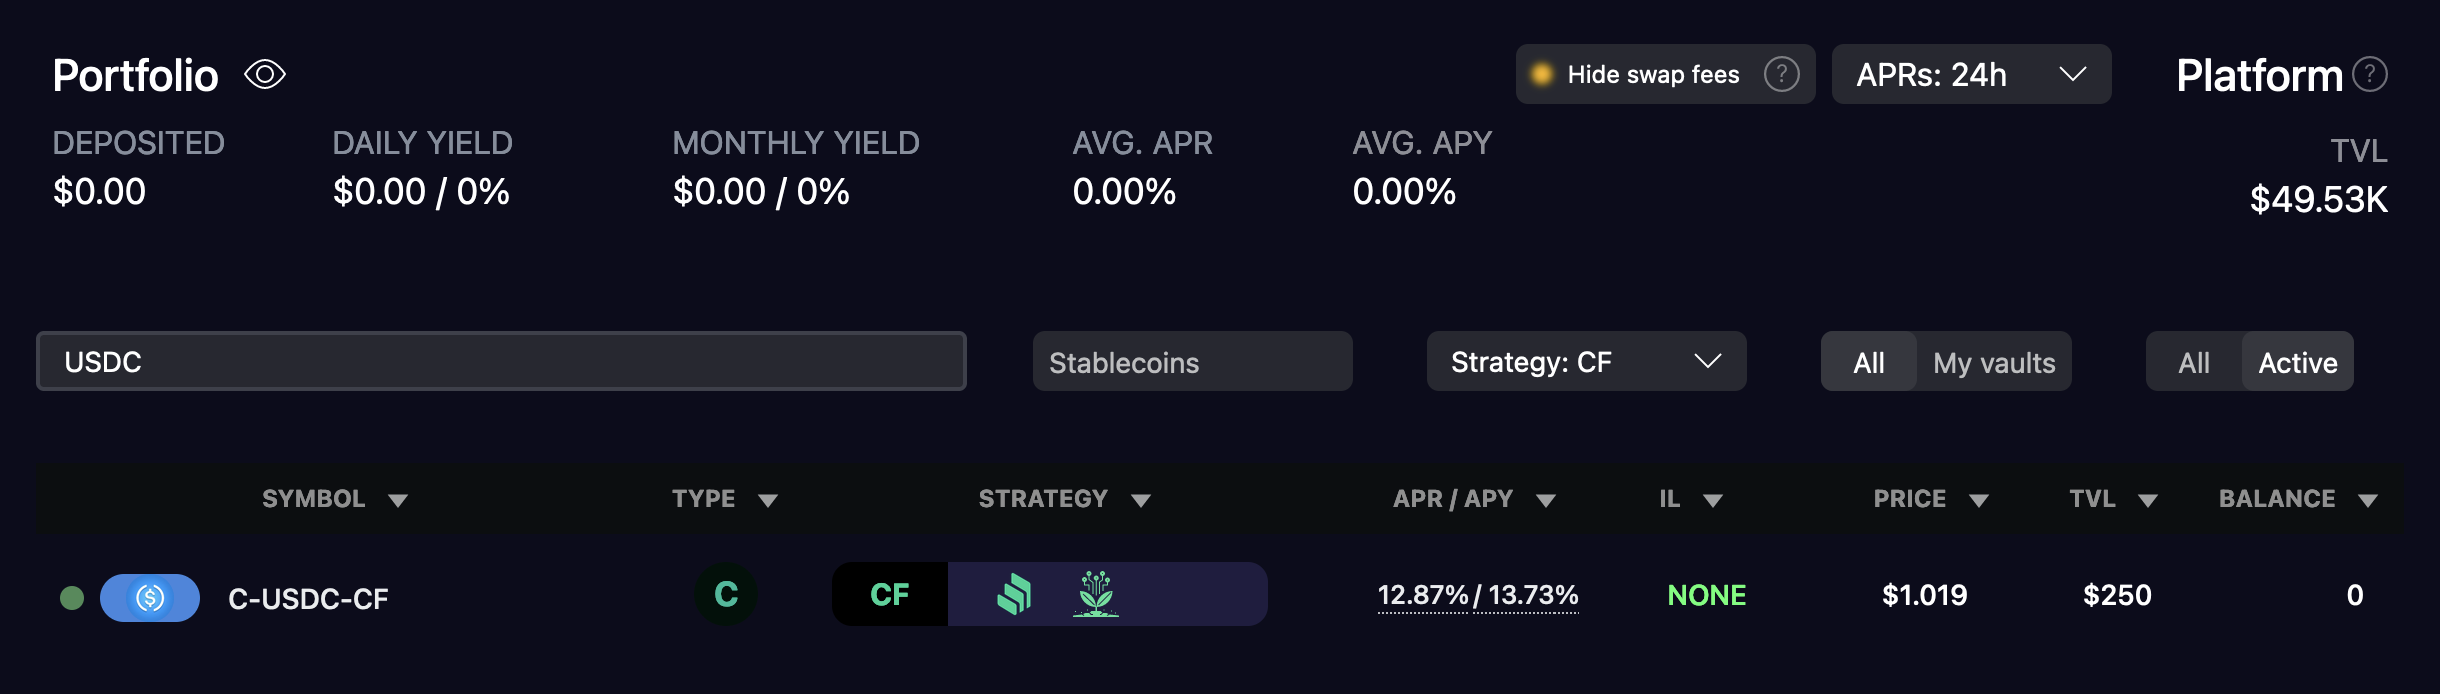 Portfolio
Hide swap fees ? APRs: 24h Platform ?
DEPOSITED DAILY YIELD MONTHLY YIELD AVG. APR AVG. APY TVL
$0.00 $0.00 / 0% $0.00 / 0% 0.00% 0.00% $49.53K
USDC Stablecoins Strategy: CF All My vaults All Active
SYMBOL TYPE STRATEGY APR / APY IL PRICE TVL BALANCE
C-USDC-CF C CF 12.87% / 13.73% NONE $1.019 $250 0